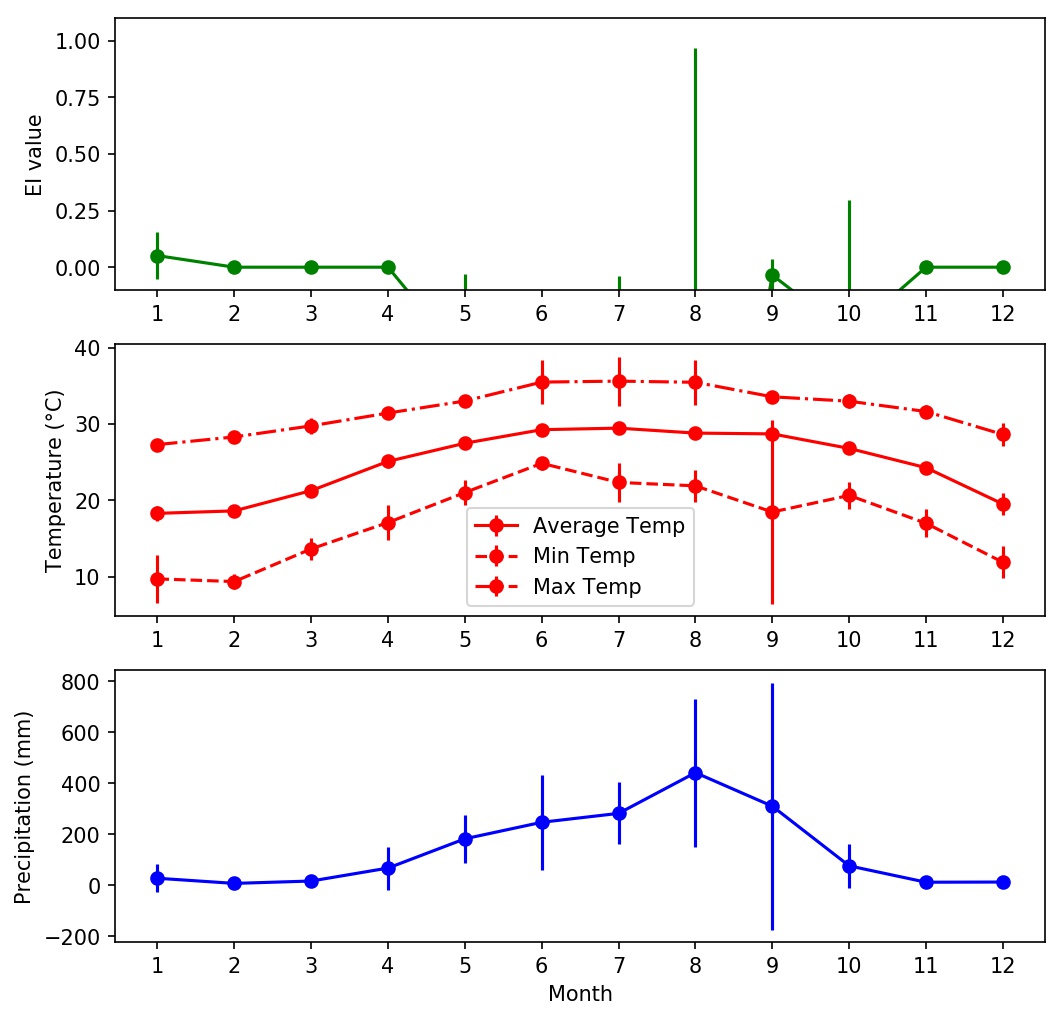 EI value
1.00
0.75
0.50
0.25
0.00
1 2 3 4 5 6 7 8 9 10 11 12
Temperature (°C)
40
30
20
10
Average Temp
Min Temp
Max Temp
1 2 3 4 5 6 7 8 9 10 11 12
Precipitation (mm)
800
600
400
200
0
−200
1 2 3 4 5 6 7 8 9 10 11 12
Month